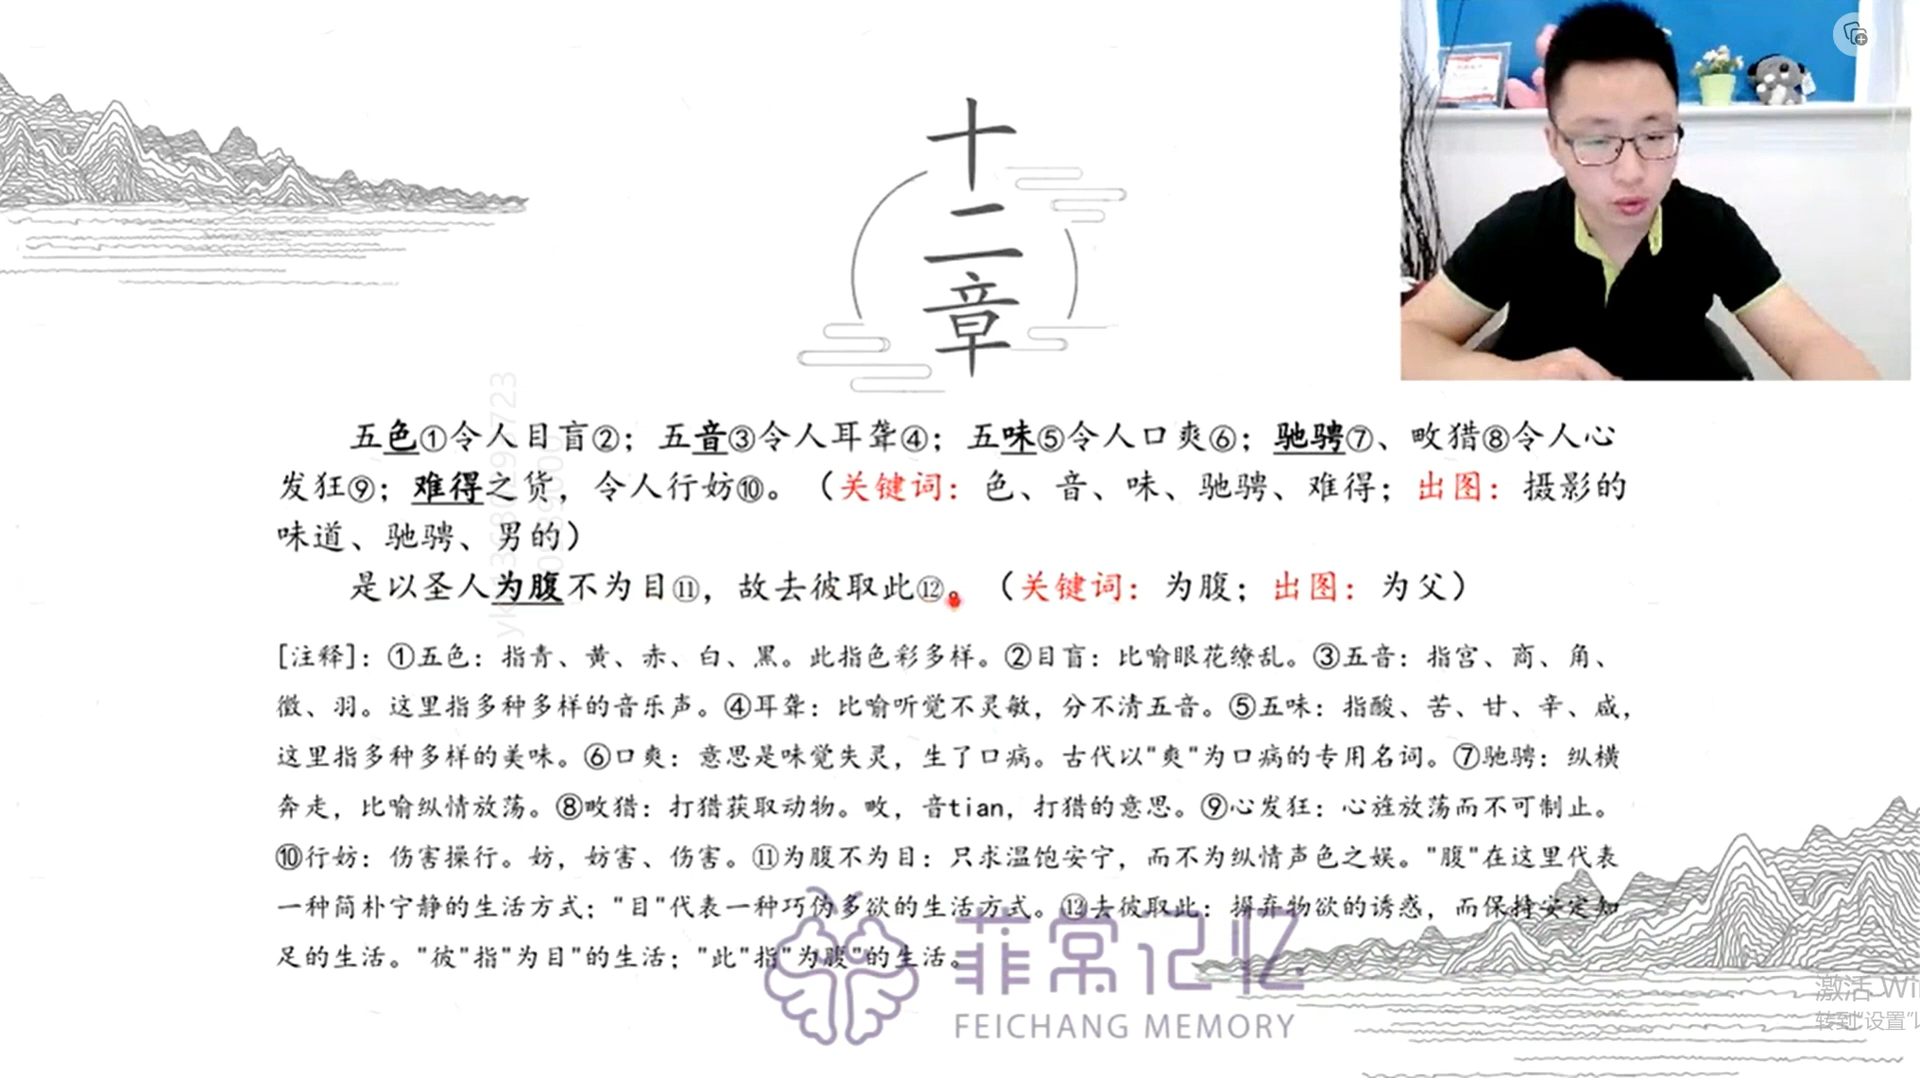 十二章
五色①令人目盲②；五音③令人耳聋④；五味⑤令人口爽⑥；驰骋⑦、畋猎⑧令人心
发狂⑨；难得之货，令人行妨⑩。（关键词：色、音、味、驰骋、难得；出图：摄影的
味道、驰骋、男的）
是以圣人为腹不为目⑪，故去彼取此⑫。（关键词：为腹；出图：为父）
[注释]：①五色：指青、黄、赤、白、黑。此指色彩多样。②目盲：比喻眼花缭乱。③五音：指宫、商、角、
徵、羽。这里指多种多样的音乐声。④耳聋：比喻听觉不灵敏，分不清五音。⑤五味：指酸、苦、甘、辛、咸，
这里指多种多样的美味。⑥口爽：意思是味觉失灵，生了口病。古代以"爽"为口病的专用名词。⑦驰骋：纵横
奔走，比喻纵情放荡。⑧畋猎：打猎获取动物。畋，音tian，打猎的意思。⑨心发狂：心旌放荡而不可制止。
⑩行妨：伤害操行。妨，妨害、伤害。⑪为腹不为目：只求温饱安宁，而不为纵情声色之娱。"腹"在这里代表
一种简朴宁静的生活方式；"目"代表一种巧伪多欲的生活方式。⑫去彼取此：摒弃物欲的诱惑，而保持安定知
足的生活。"彼"指"为目"的生活；"此"指"为腹"的生活。
菲常记忆
FEICHANG MEMORY
激活 Wi
转到"设置"